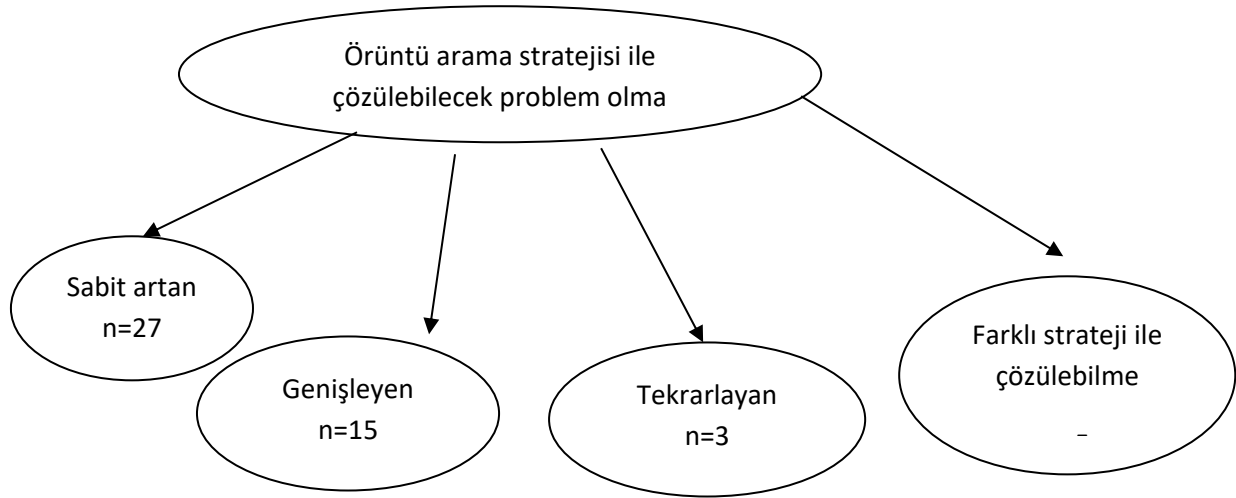 Örüntü arama stratejisi ile
çözülebilecek problem olma
Sabit artan
n=27
Genişleyen
n=15
Tekrarlayan
n=3
Farklı strateji ile
çözülebilme
–